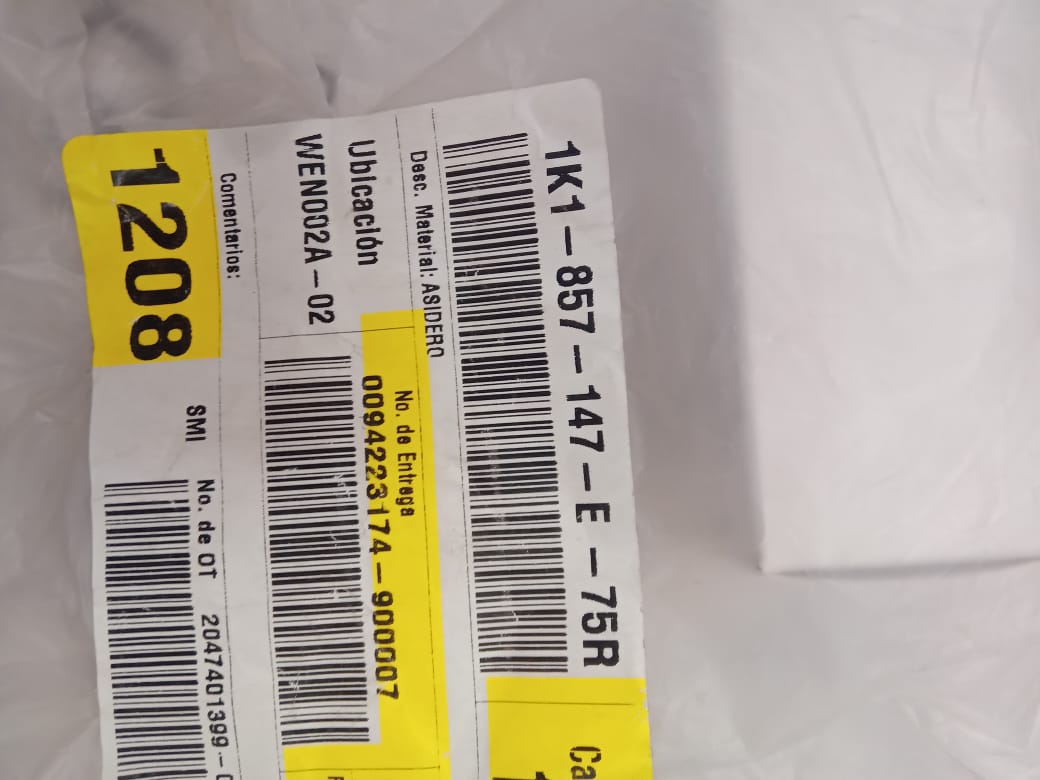 1K1-857-147-E -75R
Ca
Desc. Material: ASIDERO
Ubicación
WEN002A-02
No. de Entrega
0094223174-900007
Comentarios:
1208
SMI
No. de OT 2047401399-